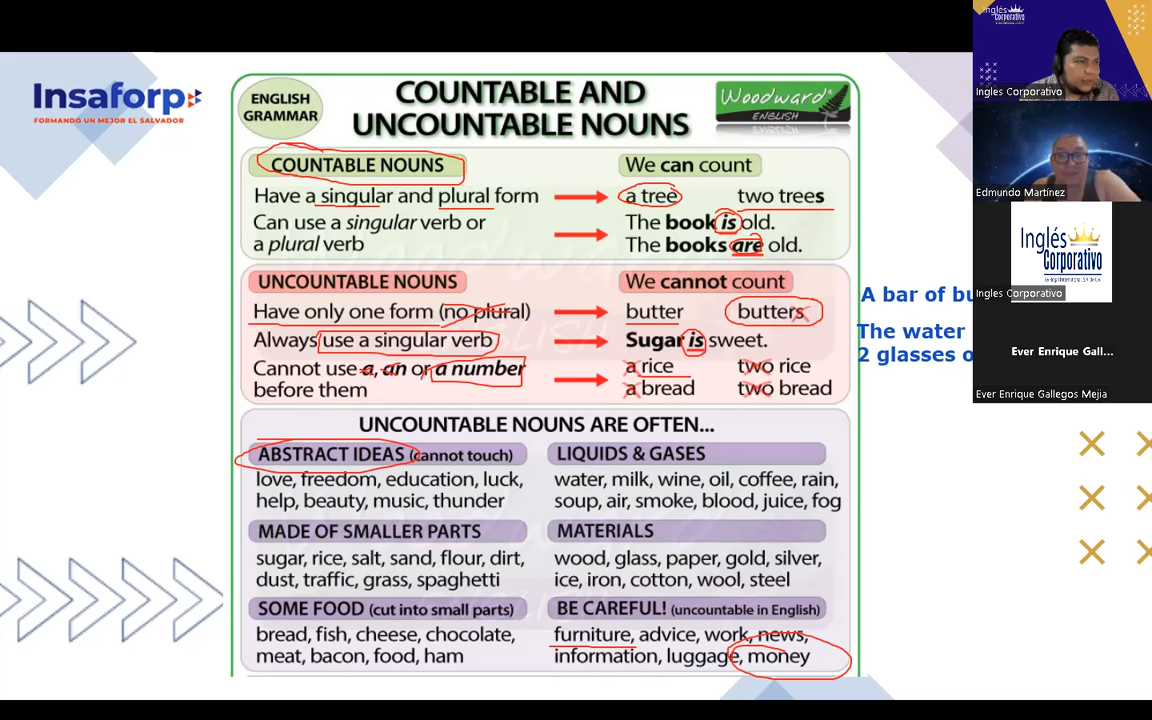 Insaforp
FORMANDO UN MEJOR EL SALVADOR
ENGLISH
GRAMMAR
COUNTABLE AND
UNCOUNTABLE NOUNS
Woodward®
ENGLISH
COUNTABLE NOUNS
We can count
Have a singular and plural form
a tree
two trees
Can use a singular verb or
a plural verb
The book is old.
The books are old.
UNCOUNTABLE NOUNS
We cannot count
Have only one form (no plural)
butter
butters
Always use a singular verb
Sugar is sweet.
Cannot use a, an or a number
before them
a rice
two rice
a bread
two bread
UNCOUNTABLE NOUNS ARE OFTEN...
ABSTRACT IDEAS (cannot touch)
love, freedom, education, luck,
help, beauty, music, thunder
LIQUIDS & GASES
water, milk, wine, oil, coffee, rain,
soup, air, smoke, blood, juice, fog
MADE OF SMALLER PARTS
sugar, rice, salt, sand, flour, dirt,
dust, traffic, grass, spaghetti
MATERIALS
wood, glass, paper, gold, silver,
ice, iron, cotton, wool, steel
SOME FOOD (cut into small parts)
bread, fish, cheese, chocolate,
meat, bacon, food, ham
BE CAREFUL! (uncountable in English)
furniture, advice, work, news,
information, luggage, money
A bar of bu
The water
2 glasses o
Inglés
Corporativo
Ingles Corporativo
Edmundo Martínez
Inglés
Corporativo
Ingles Corporativo
Ever Enrique Gall...
Ever Enrique Gallegos Mejia